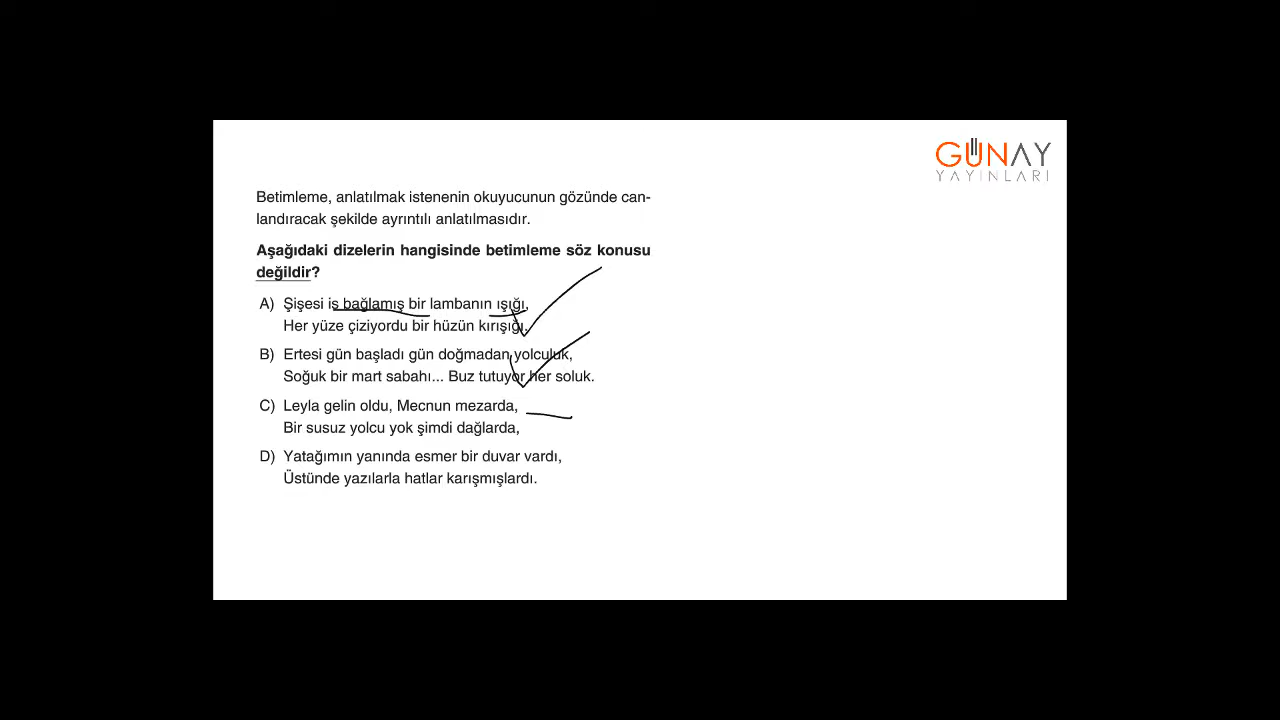 GÜNAY
YAYINLARI
Betimleme, anlatılmak istenenin okuyucunun gözünde can-
landıracak şekilde ayrıntılı anlatılmasıdır.
Aşağıdaki dizelerin hangisinde betimleme söz konusu
değildir?
A) Şişesi is bağlamış bir lambanın ışığı,
Her yüze çiziyordu bir hüzün kırışığı.
B) Ertesi gün başladı gün doğmadan yolculuk,
Soğuk bir mart sabahı... Buz tutuyor her soluk.
C) Leyla gelin oldu, Mecnun mezarda,
Bir susuz yolcu yok şimdi dağlarda,
D) Yatağımın yanında esmer bir duvar vardı,
Üstünde yazılarla hatlar karışmışlardı.